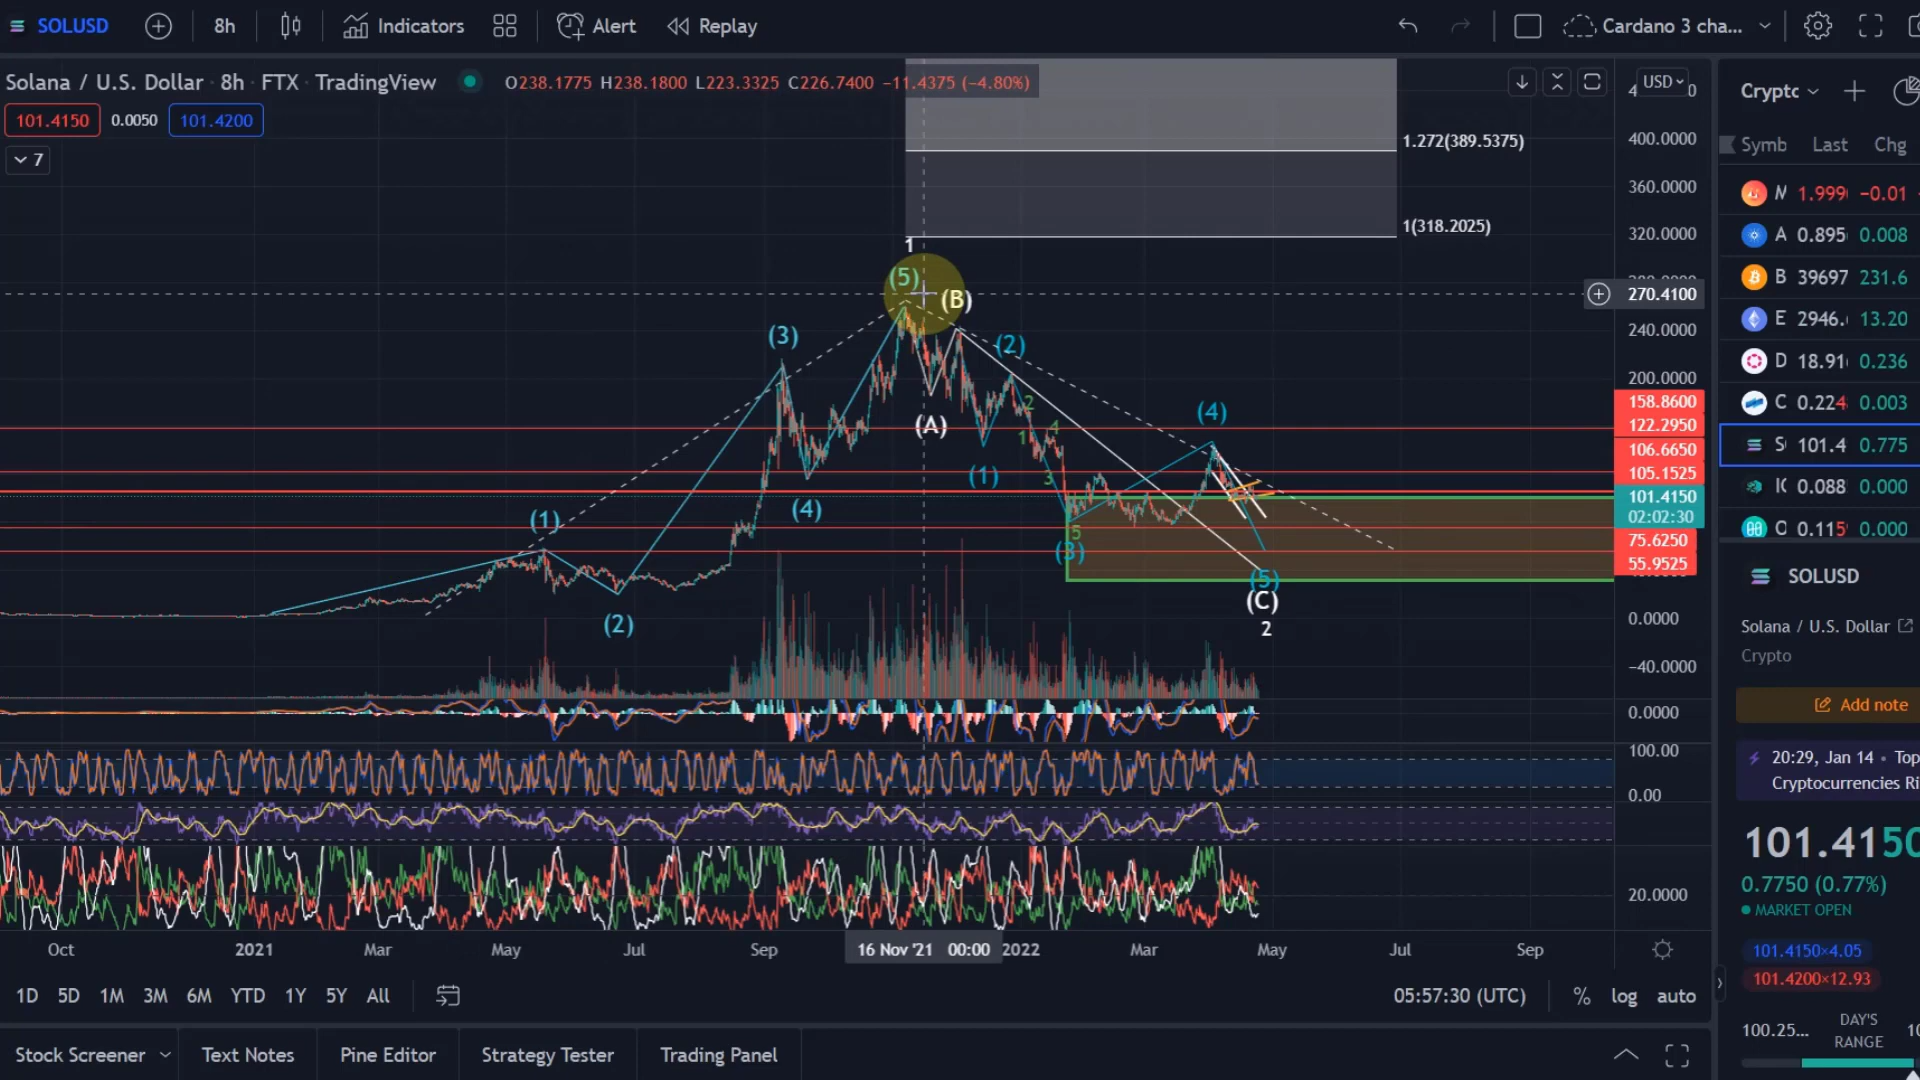 SOLUSD 8h Indicators Alert Replay Cardano 3 cha...
Solana / U.S. Dollar 8h · FTX · TradingView O238.1775 H238.1800 L223.3325 C226.7400 −11.4375 (−4.80%)
101.4150 0.0050 101.4200
7
USD
400.0000
360.0000
320.0000
270.4100
240.0000
200.0000
158.8600
122.2950
106.6650
105.1525
101.4150
02:02:30
75.6250
55.9525
0.0000
−40.0000
0.0000
100.00
0.00
20.0000
1.272(389.5375)
1(318.2025)
1
(5)
(B)
(3)
(2)
(A)
(4)
(1)
(4)
(1)
(2)
2
1
4
3
5
(3)
(5)
(C)
2
Oct 2021 Mar May Jul Sep 16 Nov '21 00:00 2022 Mar May Jul Sep
1D 5D 1M 3M 6M YTD 1Y 5Y All 05:57:30 (UTC) % log auto
Stock Screener Text Notes Pine Editor Strategy Tester Trading Panel
Symb Last Chg
−0.01
A 0.895 0.008
B 39697 231.6
E 2946. 13.20
D 18.91 0.236
C 0.224 0.003
S 101.4 0.775
0.088 0.000
O 0.115 0.000
SOLUSD
Solana / U.S. Dollar
Crypto
Add note
20:29, Jan 14 • Top
Cryptocurrencies Ri
101.4150
0.7750 (0.77%)
MARKET OPEN
101.4150×4.05
101.4200×12.93
100.25... DAY'S
RANGE